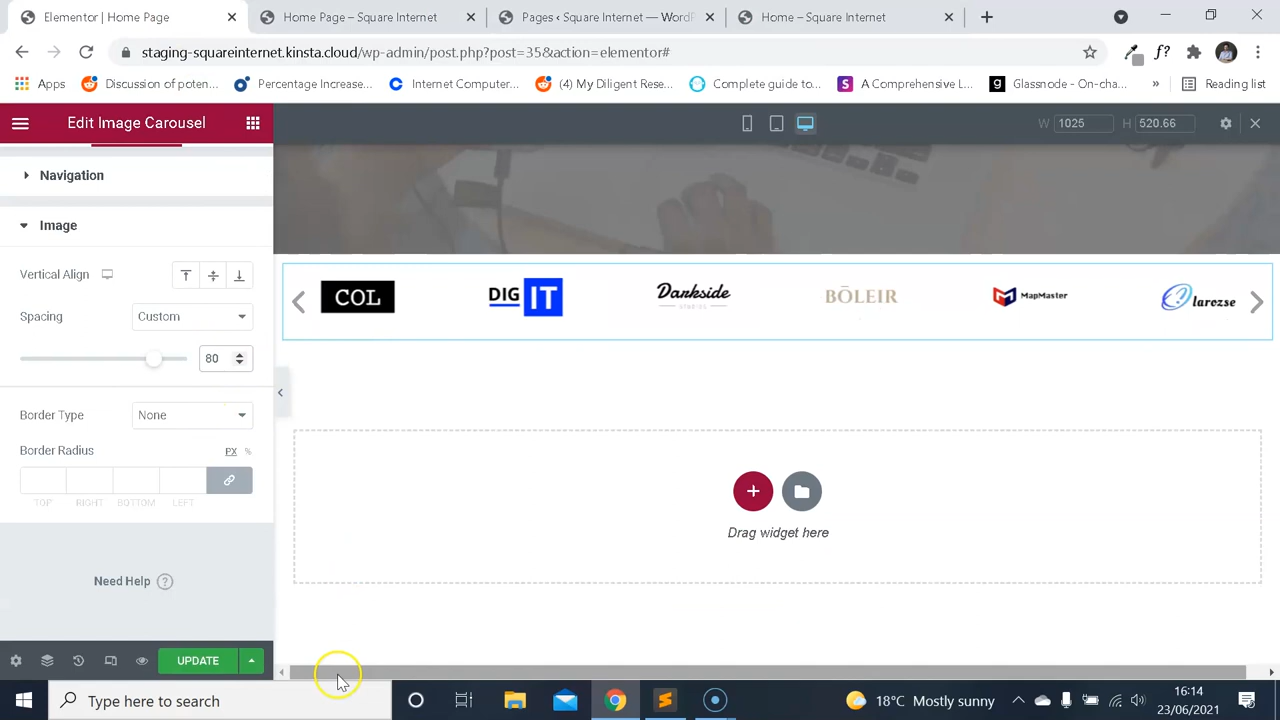 Elementor | Home Page
Home Page – Square Internet
Pages ‹ Square Internet — WordP
Home – Square Internet
staging-squareinternet.kinsta.cloud/wp-admin/post.php?post=35&action=elementor#
f?
Apps
Discussion of poten...
Percentage Increase...
Internet Computer...
(4) My Diligent Rese...
Complete guide to...
A Comprehensive L...
Glassnode - On-cha...
»
Reading list
Edit Image Carousel
W 1025 H 520.66
Navigation
Image
Vertical Align
Spacing Custom
80
Border Type None
Border Radius PX %
TOP RIGHT BOTTOM LEFT
Need Help ?
UPDATE
COL
DIG IT
Darkside
STUDIOS
BŌLEIR
MapMaster
larozse
Drag widget here
Type here to search
18°C Mostly sunny
16:14
23/06/2021